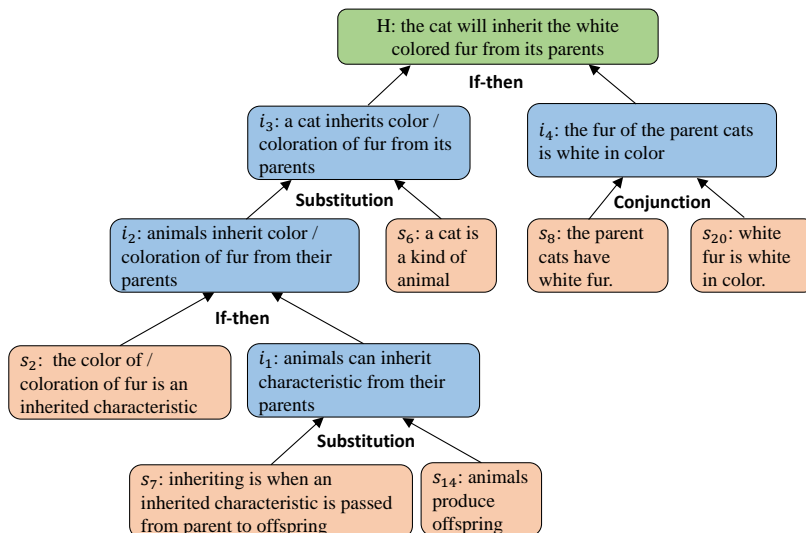 H: the cat will inherit the white
colored fur from its parents
If-then
i₃: a cat inherits color /
coloration of fur from its
parents
i₄: the fur of the parent cats
is white in color
Substitution
Conjunction
i₂: animals inherit color /
coloration of fur from their
parents
s₆: a cat is
a kind of
animal
s₈: the parent
cats have
white fur.
s₂₀: white
fur is white
in color.
If-then
s₂: the color of /
coloration of fur is an
inherited characteristic
i₁: animals can inherit
characteristic from their
parents
Substitution
s₇: inheriting is when an
inherited characteristic is passed
from parent to offspring
s₁₄: animals
produce
offspring